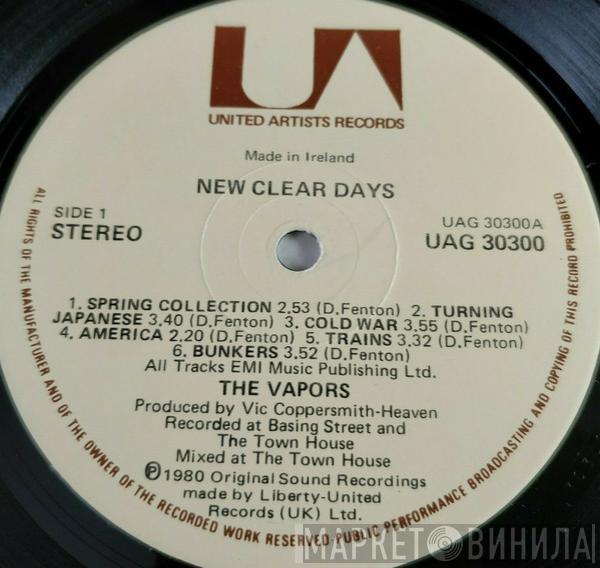 UA
UNITED ARTISTS RECORDS
Made in Ireland
NEW CLEAR DAYS
SIDE 1
STEREO
UAG 30300A
UAG 30300
1. SPRING COLLECTION 2.53 (D.Fenton) 2. TURNING
JAPANESE 3.40 (D.Fenton) 3. COLD WAR 3.55 (D.Fenton)
4. AMERICA 2.20 (D.Fenton) 5. TRAINS 3.32 (D.Fenton)
6. BUNKERS 3.52 (D.Fenton)
All Tracks EMI Music Publishing Ltd.
THE VAPORS
Produced by Vic Coppersmith-Heaven
Recorded at Basing Street and
The Town House
Mixed at The Town House
℗1980 Original Sound Recordings
made by Liberty-United
Records (UK) Ltd.
ALL RIGHTS OF THE MANUFACTURER AND OF THE OWNER OF THE RECORDED WORK RESERVED·PUBLIC PERFORMANCE BROADCASTING AND COPYING OF THIS RECORD PROHIBITED
МАРКЕТ ВИНИЛА